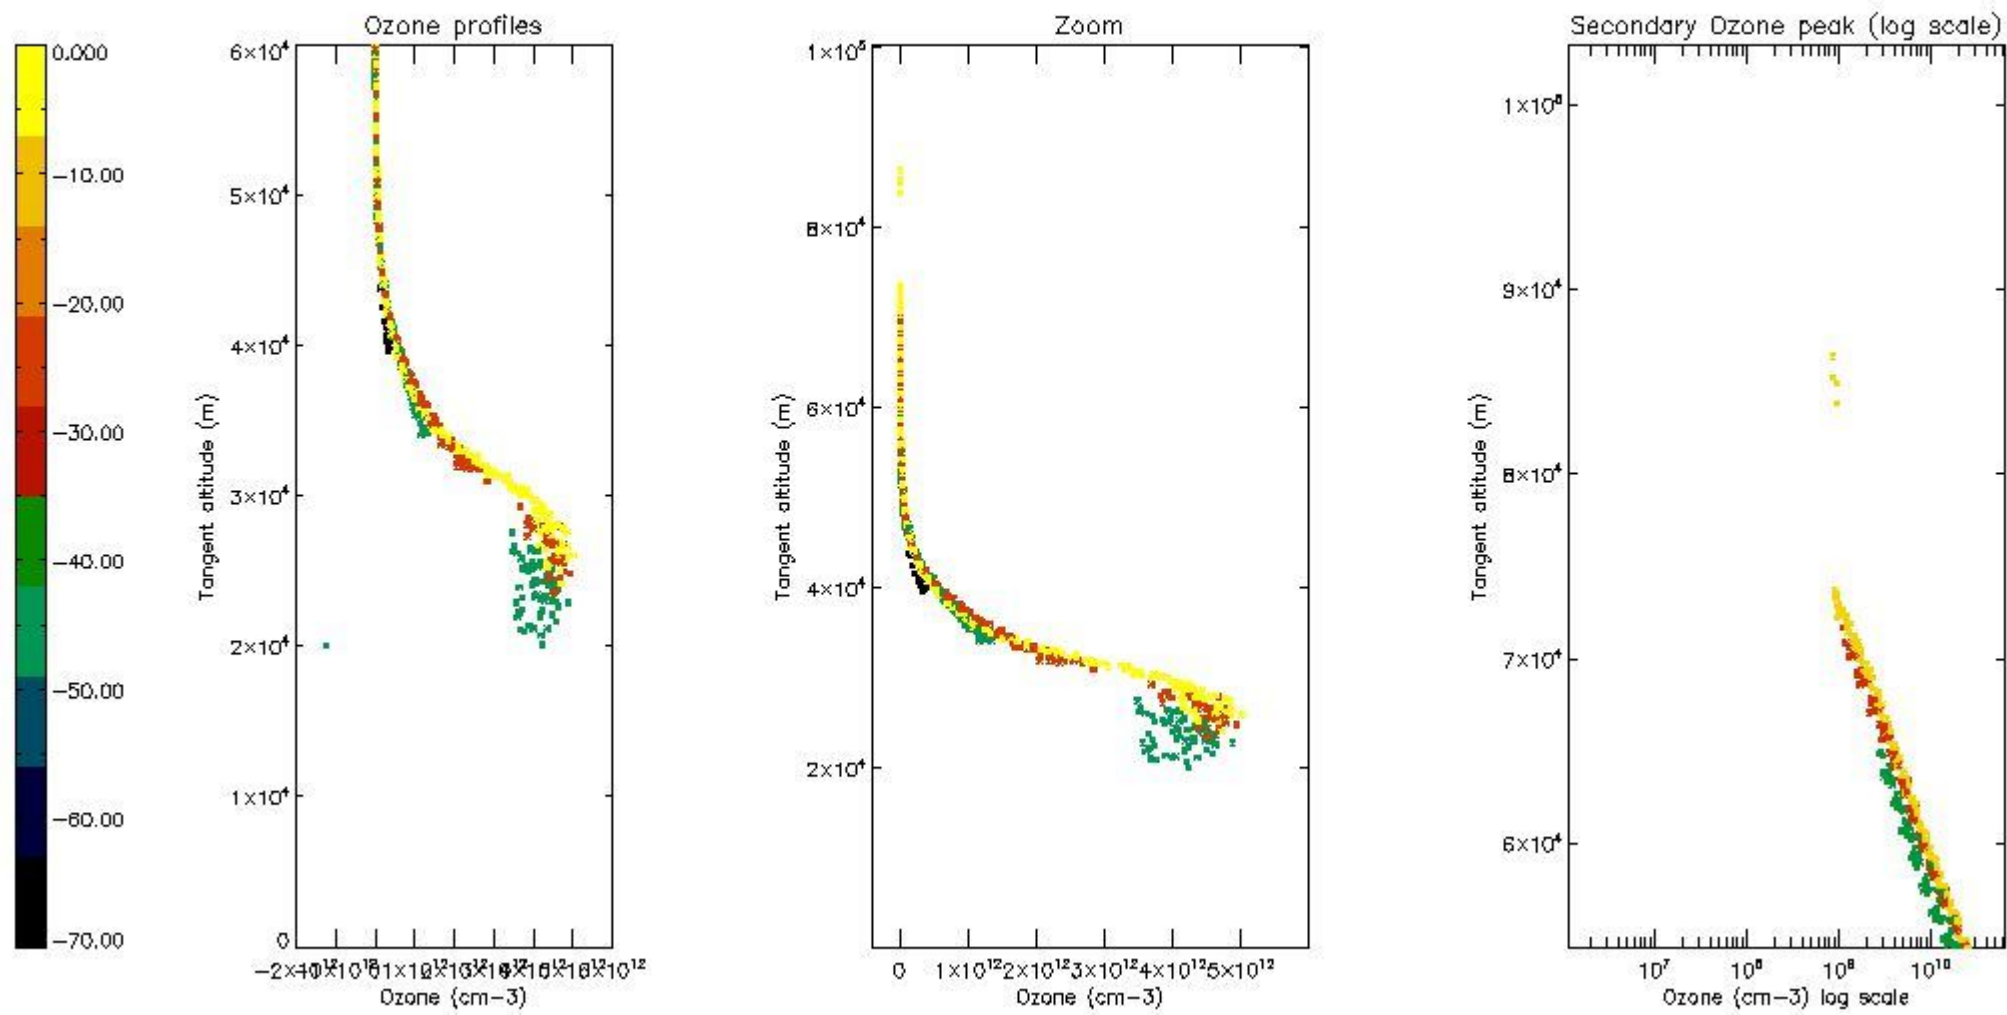 Ozone profiles
Zoom
Secondary Ozone peak (log scale)
0.000
-10.00
-20.00
-30.00
-40.00
-50.00
-60.00
-70.00
6×10⁴
5×10⁴
4×10⁴
3×10⁴
2×10⁴
1×10⁴
0
Tangent altitude (m)
Ozone (cm-3)
1×10⁵
8×10⁴
6×10⁴
4×10⁴
2×10⁴
Tangent altitude (m)
0 1×10¹² 2×10¹² 3×10¹² 4×10¹² 5×10¹²
Ozone (cm-3)
9×10⁴
8×10⁴
7×10⁴
6×10⁴
Tangent altitude (m)
10⁷ 10¹⁰
Ozone (cm-3) log scale